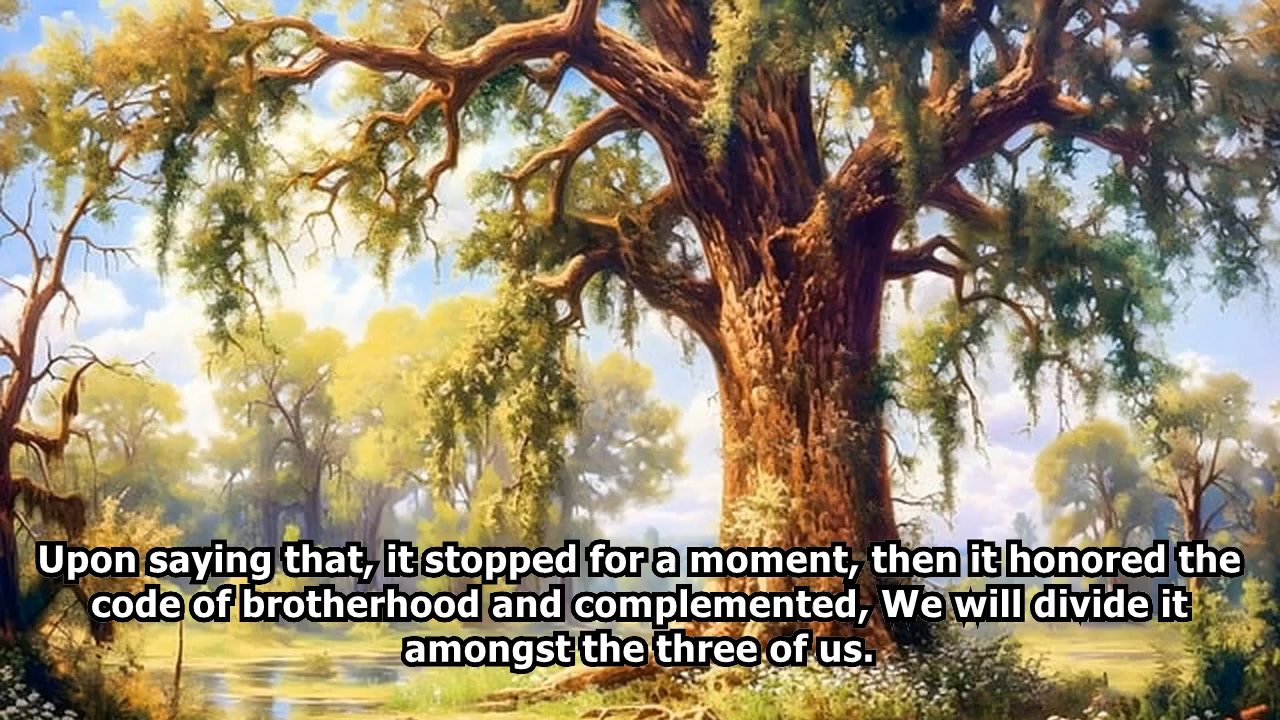 Upon saying that, it stopped for a moment, then it honored the
code of brotherhood and complemented, We will divide it
amongst the three of us.